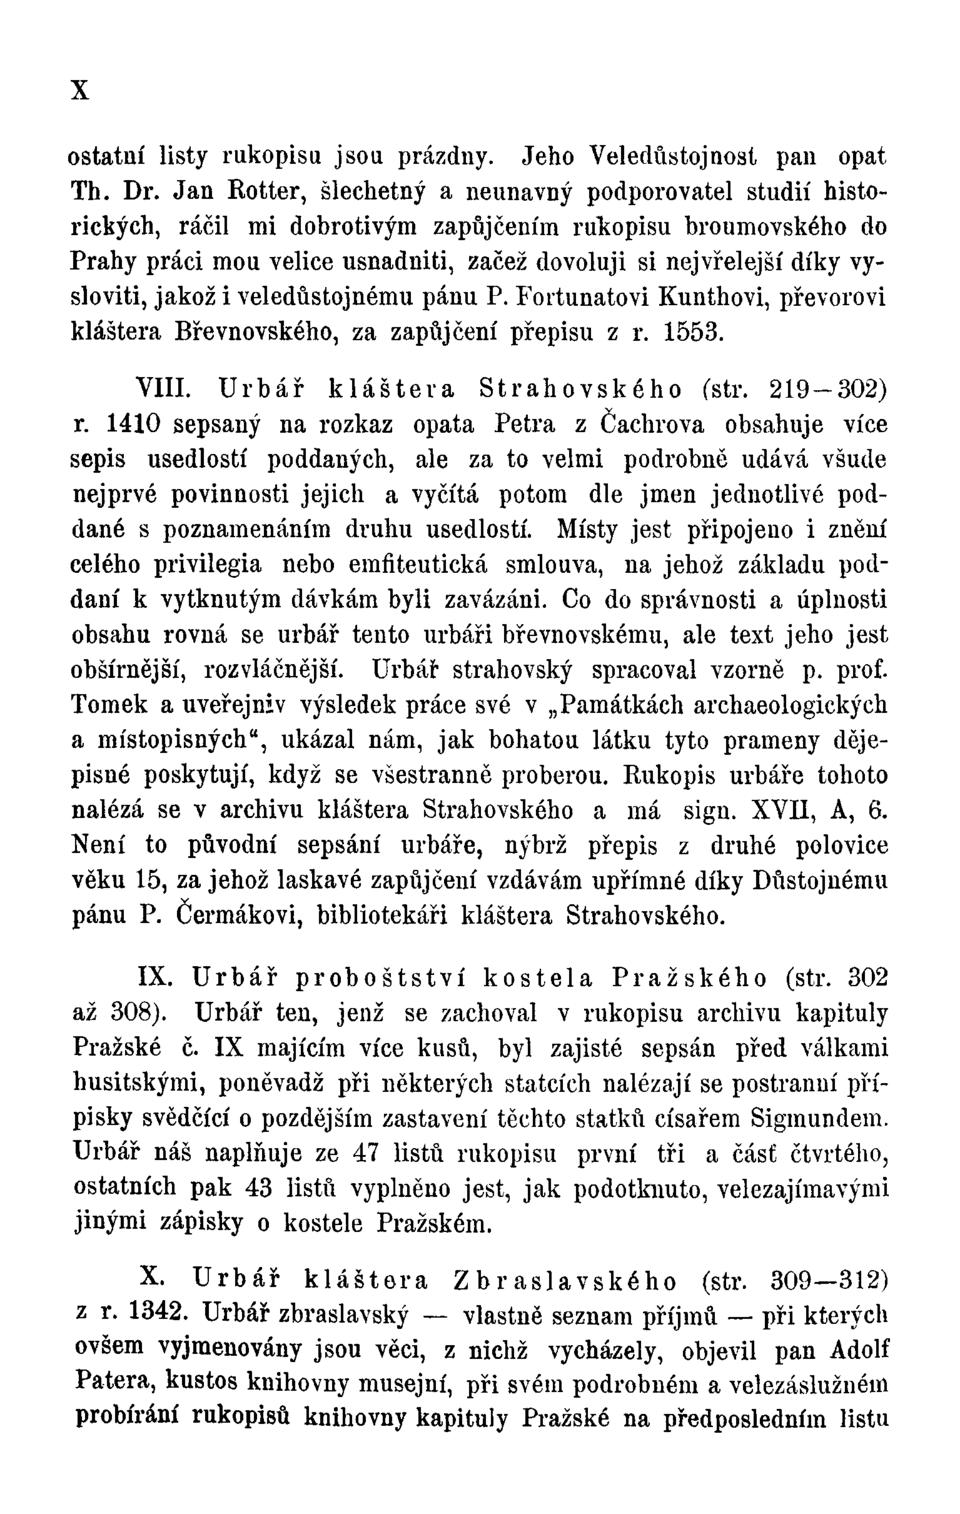 X
ostatní listy rukopisu jsou prázdny. Jeho Veledůstojnost pan opat
Th. Dr. Jan Rotter, šlechetný a neunavný podporovatel studií histo-
rických, ráčil mi dobrotivým zapůjčením rukopisu broumovského do
Prahy práci mou velice usnadniti, začež dovoluji si nejvřelejší díky vy-
sloviti, jakož i veledůstojnému pánu P. Fortunatovi Kunthovi, převorovi
kláštera Břevnovského, za zapůjčení přepisu z r. 1553.
VIII. Urbář kláštera Strahovského (str. 219—302)
r. 1410 sepsaný na rozkaz opata Petra z Čachrova obsahuje více
sepis usedlostí poddaných, ale za to velmi podrobně udává všude
nejprvé povinnosti jejich a vyčítá potom dle jmen jednotlivé pod-
dané s poznamenáním druhu usedlostí. Místy jest připojeno i znění
celého privilegia nebo emfiteutická smlouva, na jehož základu pod-
daní k vytknutým dávkám byli zavázáni. Co do správnosti a úplnosti
obsahu rovná se urbář tento urbáři břevnovskému, ale text jeho jest
obšírnější, rozvláčnější. Urbář strahovský spracoval vzorně p. prof.
Tomek a uveřejniv výsledek práce své v „Památkách archaeologických
a místopisných“, ukázal nám, jak bohatou látku tyto prameny děje-
pisné poskytují, když se všestranně proberou. Rukopis urbáře tohoto
nalézá se v archivu kláštera Strahovského a má sign. XVII, A, 6.
Není to původní sepsání urbáře, nýbrž přepis z druhé polovice
věku 15, za jehož laskavé zapůjčení vzdávám upřímné díky Důstojnému
pánu P. Čermákovi, bibliotekáři kláštera Strahovského.
IX. Urbář proboštství kostela Pražského (str. 302
až 308). Urbář ten, jenž se zachoval v rukopisu archivu kapituly
Pražské č. IX majícím více kusů, byl zajisté sepsán před válkami
husitskými, poněvadž při některých statcích nalézají se postranní pří-
pisky svědčící o pozdějším zastavení těchto statků císařem Sigmundem.
Urbář náš naplňuje ze 47 listů rukopisu první tři a část čtvrtého,
ostatních pak 43 listů vyplněno jest, jak podotknuto, velezajímavými
jinými zápisky o kostele Pražském.
X. Urbář kláštera Zbraslavského (str. 309—312)
z r. 1342. Urbář zbraslavský — vlastně seznam příjmů — při kterých
ovšem vyjmenovány jsou věci, z nichž vycházely, objevil pan Adolf
Patera, kustos knihovny musejní, při svém podrobném a velezáslužném
probírání rukopisů knihovny kapituly Pražské na předposledním listu